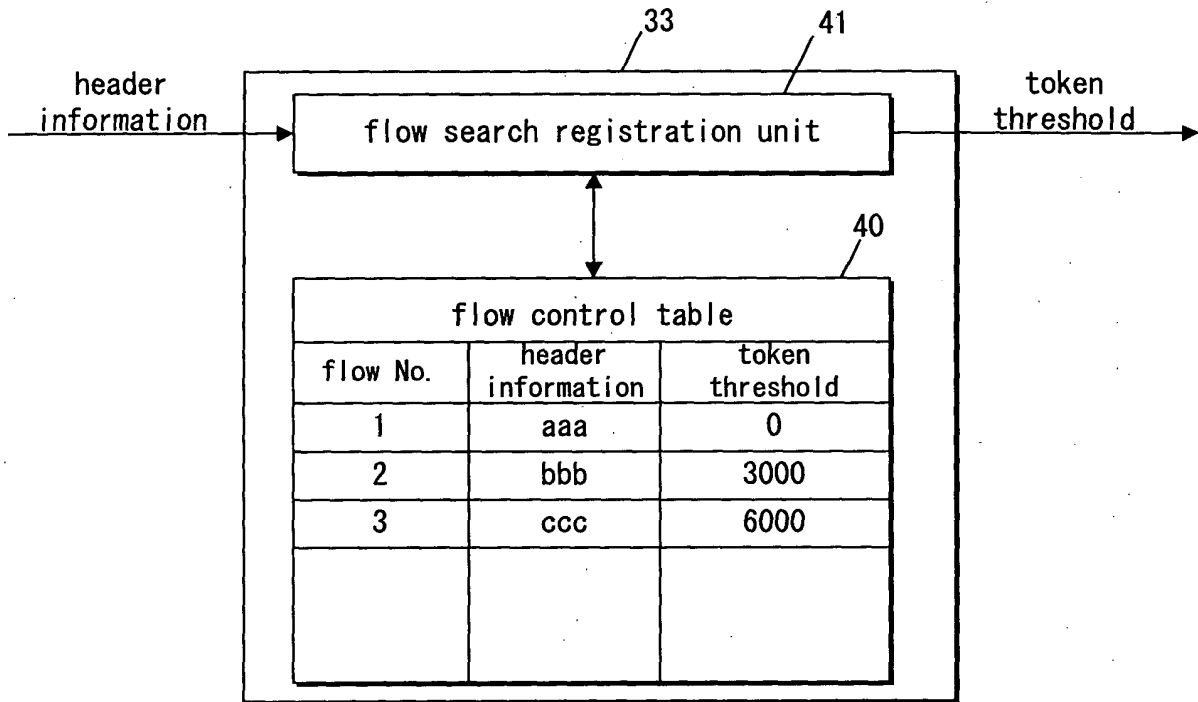 33
41
header
information
token
threshold
flow search registration unit
40
flow control table
flow No.
header
information
token
threshold
1
aaa
0
2
bbb
3000
3
ccc
6000